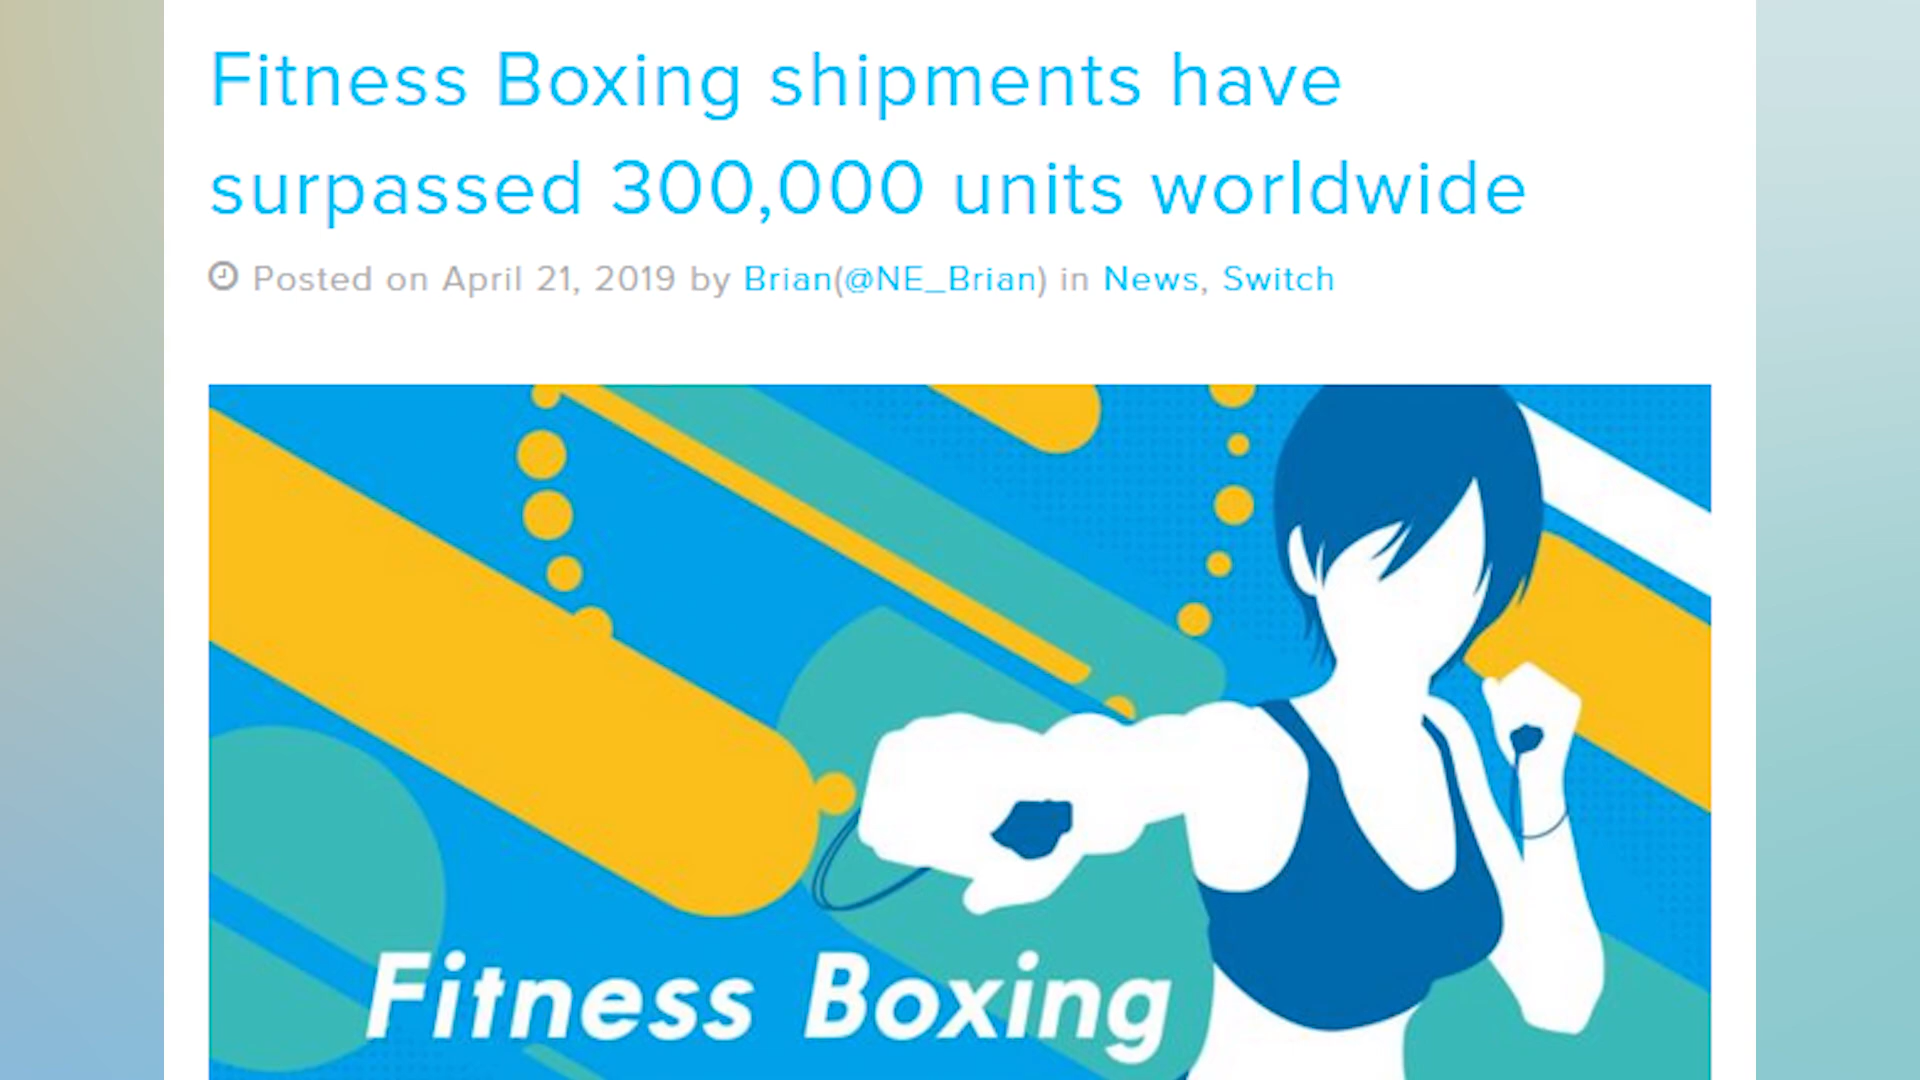 Fitness Boxing shipments have
surpassed 300,000 units worldwide
Posted on April 21, 2019 by Brian(@NE_Brian) in News, Switch
Fitness Boxing